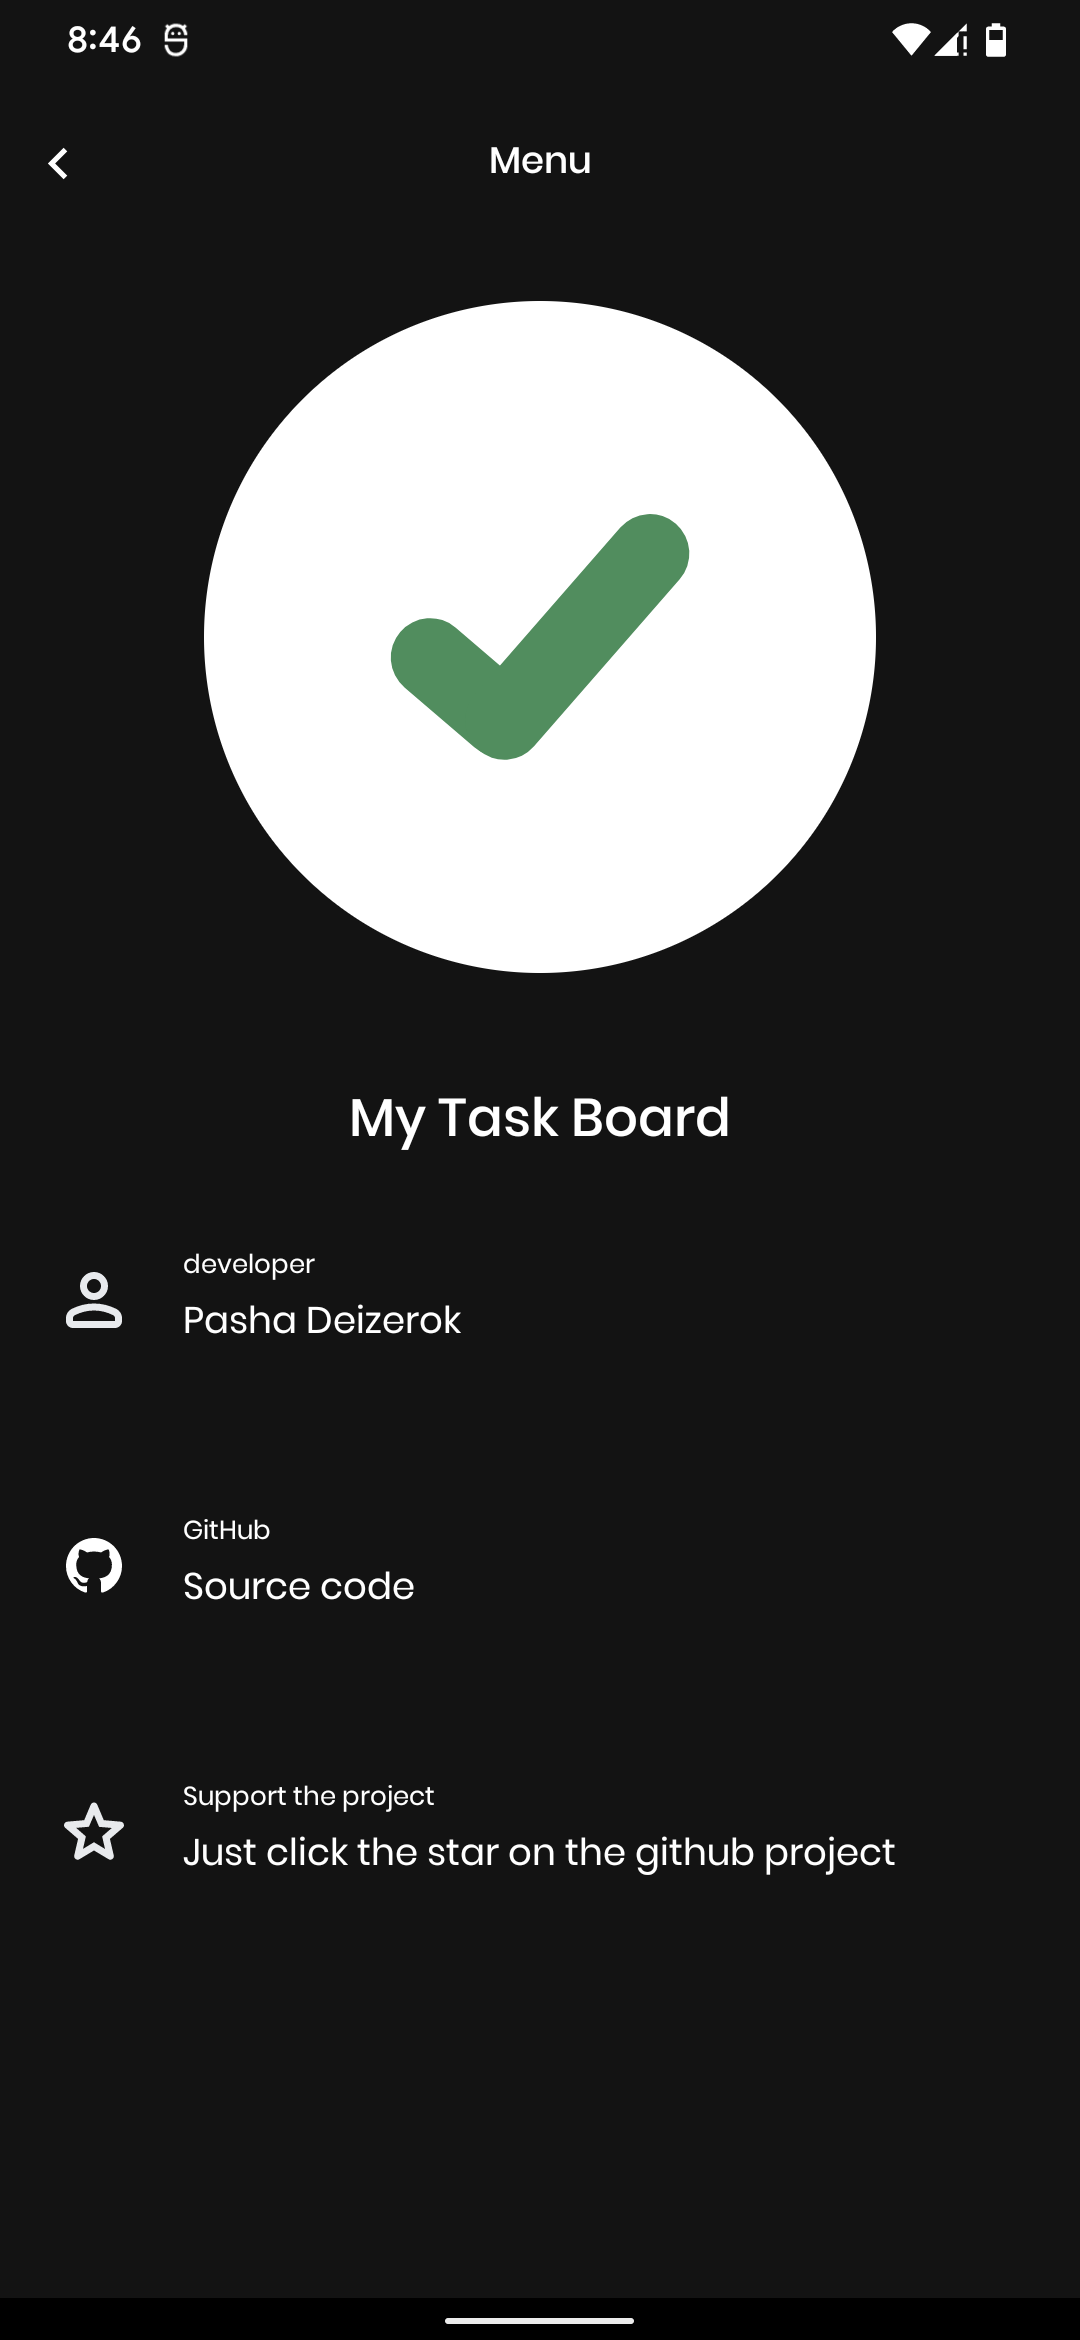 8:46
Menu
My Task Board
developer
Pasha Deizerok
GitHub
Source code
Support the project
Just click the star on the github project